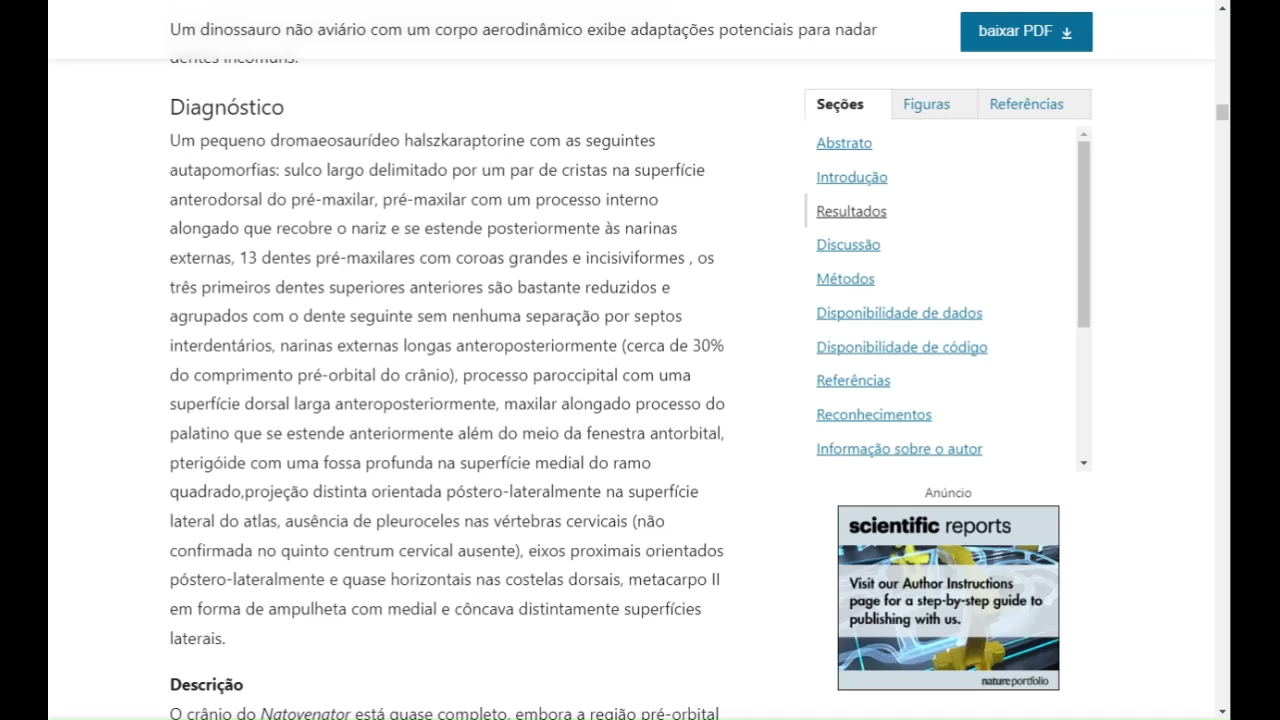 Um dinossauro não aviário com um corpo aerodinâmico exibe adaptações potenciais para nadar
baixar PDF
dentes incomuns.
Diagnóstico
Um pequeno dromaeosaurídeo halszkaraptorine com as seguintes
autapomorfias: sulco largo delimitado por um par de cristas na superfície
anterodorsal do pré-maxilar, pré-maxilar com um processo interno
alongado que recobre o nariz e se estende posteriormente às narinas
externas, 13 dentes pré-maxilares com coroas grandes e incisiviformes , os
três primeiros dentes superiores anteriores são bastante reduzidos e
agrupados com o dente seguinte sem nenhuma separação por septos
interdentários, narinas externas longas anteroposteriormente (cerca de 30%
do comprimento pré-orbital do crânio), processo paroccipital com uma
superfície dorsal larga anteroposteriormente, maxilar alongado processo do
palatino que se estende anteriormente além do meio da fenestra antorbital,
pterigóide com uma fossa profunda na superfície medial do ramo
quadrado,projeção distinta orientada póstero-lateralmente na superfície
lateral do atlas, ausência de pleuroceles nas vértebras cervicais (não
confirmada no quinto centrum cervical ausente), eixos proximais orientados
póstero-lateralmente e quase horizontais nas costelas dorsais, metacarpo II
em forma de ampulheta com medial e côncava distintamente superfícies
laterais.
Descrição
O crânio do Natovenator está quase completo, embora a região pré-orbital
Seções
Figuras
Referências
Abstrato
Introdução
Resultados
Discussão
Métodos
Disponibilidade de dados
Disponibilidade de código
Referências
Reconhecimentos
Informação sobre o autor
Anúncio
scientific reports
Visit our Author Instructions
page for a step-by-step guide to
publishing with us.
natureportfolio